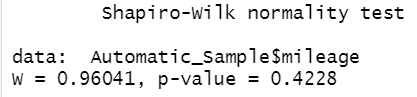 Shapiro-Wilk normality test
data:  Automatic_Sample$mileage
W = 0.96041, p-value = 0.4228